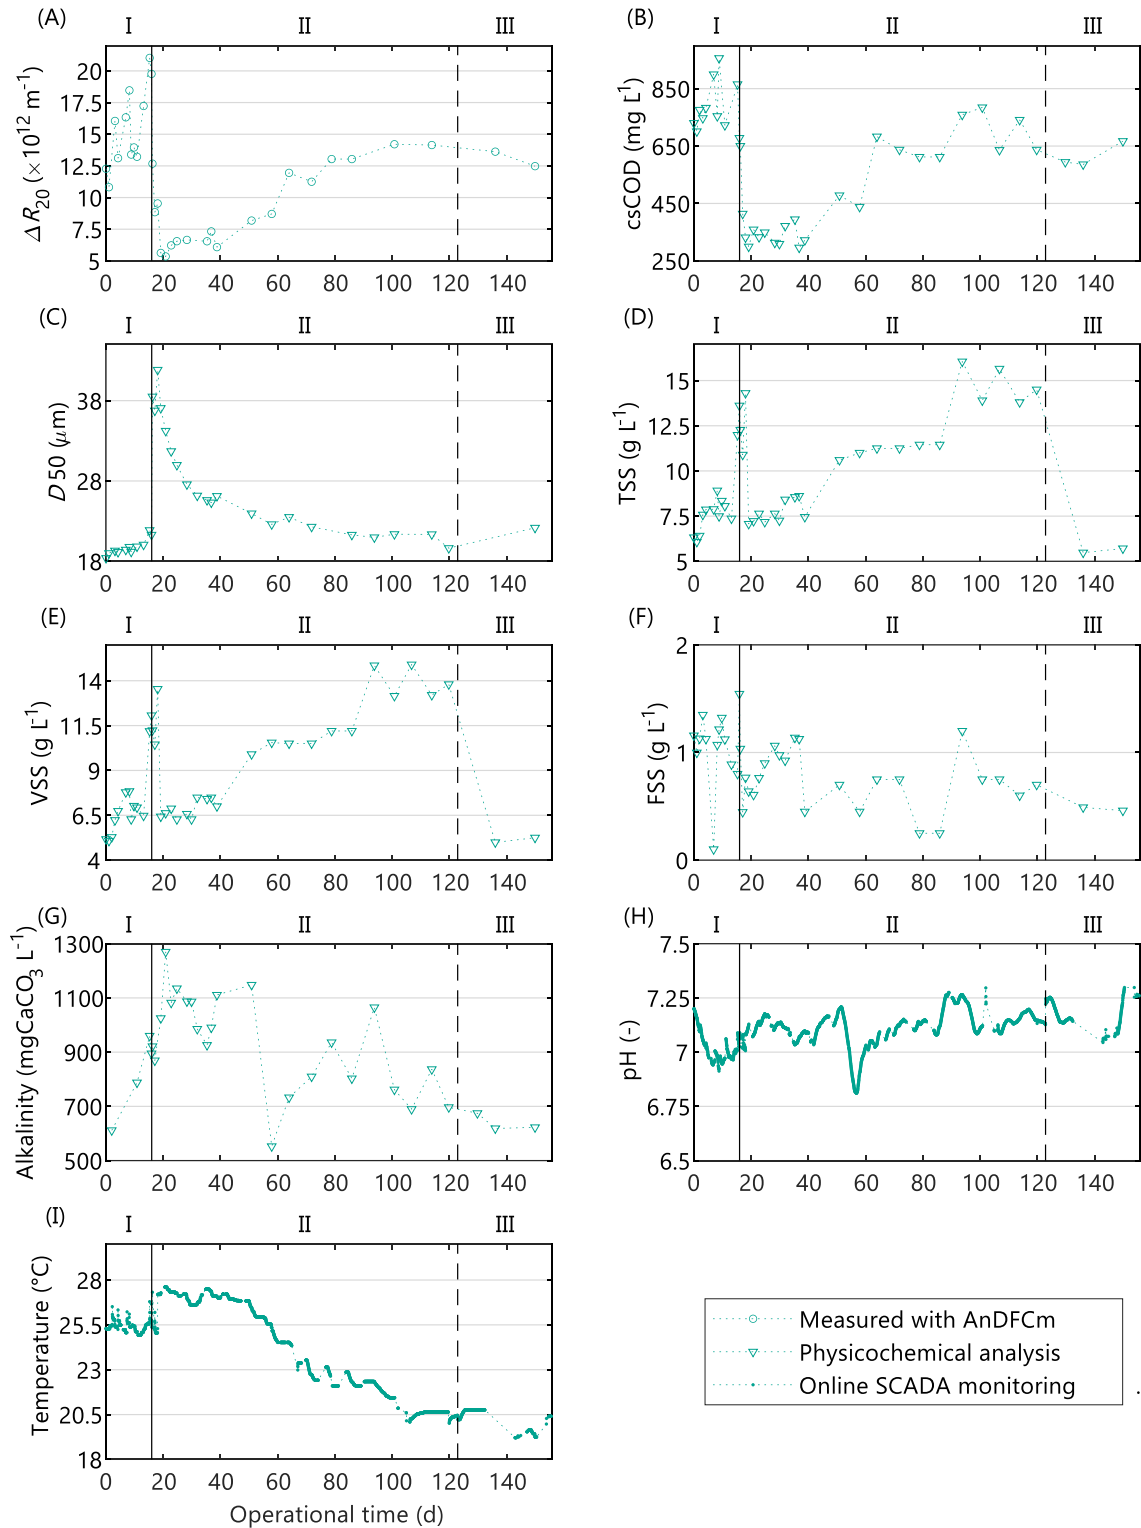 (A) I II III
ΔR20 (×10^12 m^-1)
20
17.5
15
12.5
10
7.5
5
0 20 40 60 80 100 120 140
(B) I II III
csCOD (mg L^-1)
850
650
450
250
0 20 40 60 80 100 120 140
(C) I II III
D50 (μm)
38
28
18
0 20 40 60 80 100 120 140
(D) I II III
TSS (g L^-1)
15
12.5
10
7.5
5
0 20 40 60 80 100 120 140
(E) I II III
VSS (g L^-1)
14
11.5
9
6.5
4
0 20 40 60 80 100 120 140
(F) I II III
FSS (g L^-1)
2
1
0
0 20 40 60 80 100 120 140
(G) I II III
Alkalinity (mgCaCO3 L^-1)
1300
1100
900
700
500
0 20 40 60 80 100 120 140
(H) I II III
pH (-)
7.5
7.25
7
6.75
6.5
0 20 40 60 80 100 120 140
(I) I II III
Temperature (°C)
28
25.5
23
20.5
18
0 20 40 60 80 100 120 140
Operational time (d)
Measured with AnDFCm
Physicochemical analysis
Online SCADA monitoring
.